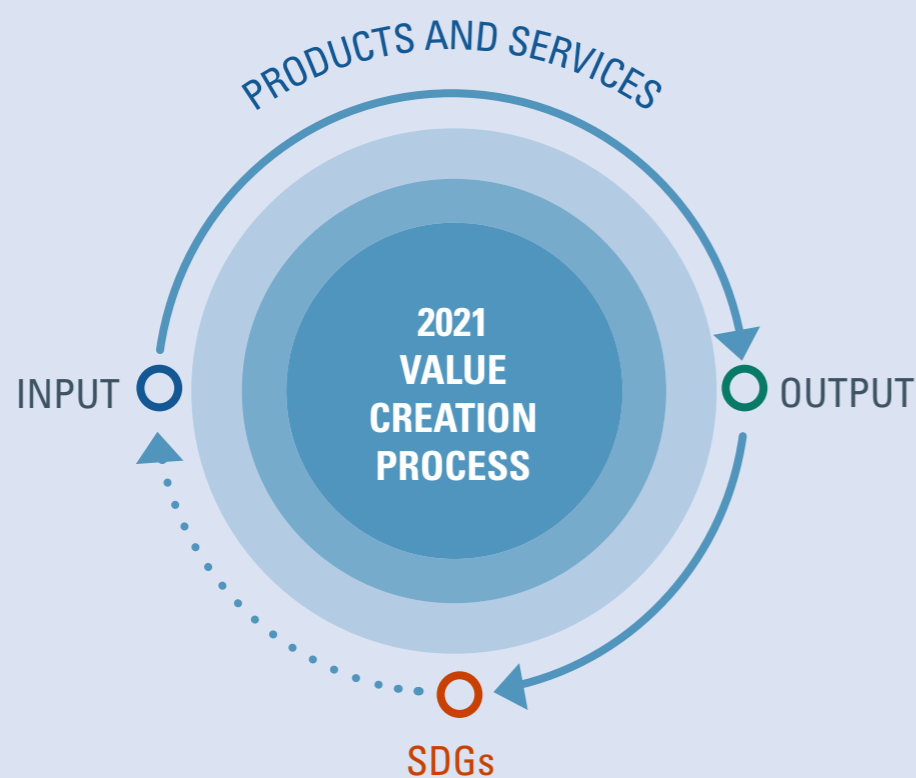 PRODUCTS AND SERVICES
2021
VALUE
CREATION
PROCESS
INPUT
OUTPUT
SDGs